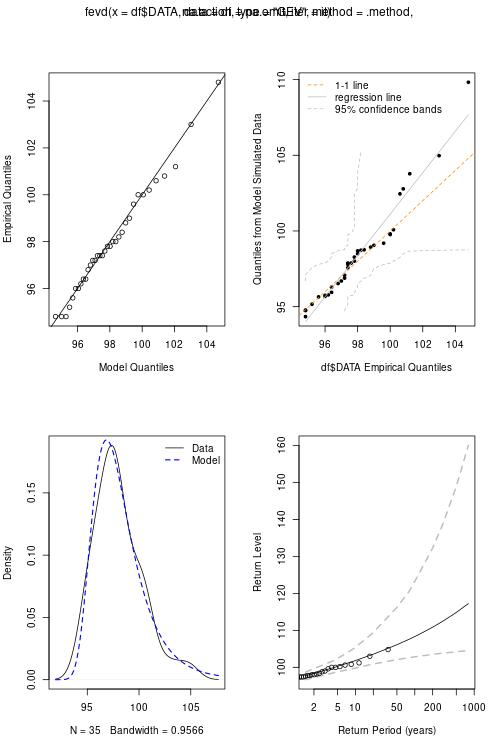 fevd(x = df$DATA,
method = .method,
104
102
100
98
96
Empirical Quantiles
96 98 100 102 104
Model Quantiles
110
105
100
95
Quantiles from Model Simulated Data
1-1 line
regression line
95% confidence bands
96 98 100 102 104
df$DATA Empirical Quantiles
0.15
0.10
0.05
0.00
Density
Data
Model
95 100 105
N = 35 Bandwidth = 0.9566
160
150
140
130
120
110
100
Return Level
2 5 10 50 200 1000
Return Period (years)